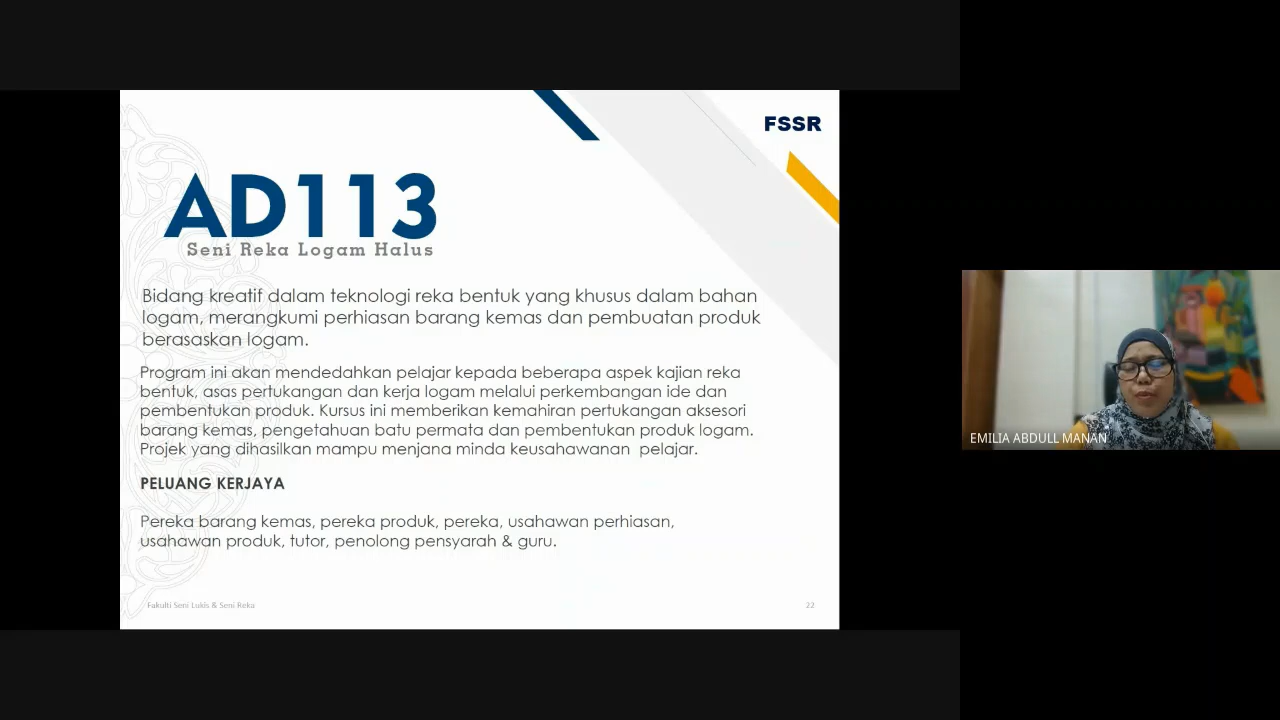 FSSR
AD113
Seni Reka Logam Halus
Bidang kreatif dalam teknologi reka bentuk yang khusus dalam bahan
logam, merangkumi perhiasan barang kemas dan pembuatan produk
berasaskan logam.
Program ini akan mendedahkan pelajar kepada beberapa aspek kajian reka
bentuk, asas pertukangan dan kerja logam melalui perkembangan ide dan
pembentukan produk. Kursus ini memberikan kemahiran pertukangan aksesori
barang kemas, pengetahuan batu permata dan pembentukan produk logam.
Projek yang dihasilkan mampu menjana minda keusahawanan pelajar.
PELUANG KERJAYA
Pereka barang kemas, pereka produk, pereka, usahawan perhiasan,
usahawan produk, tutor, penolong pensyarah & guru.
Fakulti Seni Lukis & Seni Reka
22
EMILIA ABDULL MANAN